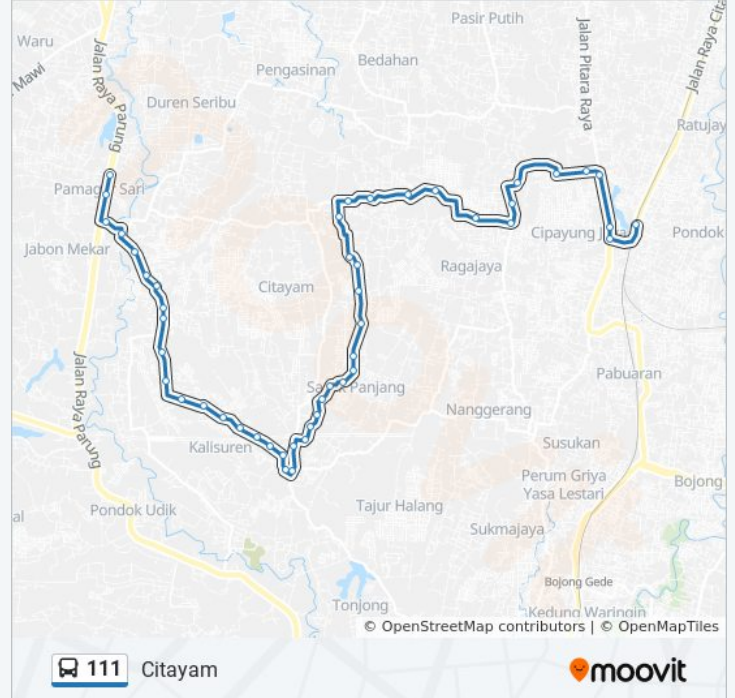 Pasir Putih
Waru
Mawi
Jalan Raya Parung
Pengasinan
Bedahan
Jalan Pitara Raya
Jalan Raya Cita
Duren Seribu
Ratujay
Pamag Sari
Jabon Mekar
Cipayung J
Pondok
Ragajaya
Citayam
Jalan Raya Parung
Pabuaran
Panjang
Nanggerang
Kalisuren
Susukan
Perum Griya
Yasa Lestari
Bojong
Pondok Udik
al
Tajur Halang
Sukmajaya
Bojong Gede
Tonjong
Kedung Waringin
© OpenStreetMap contributors | © OpenMapTiles
111 Citayam
moovit